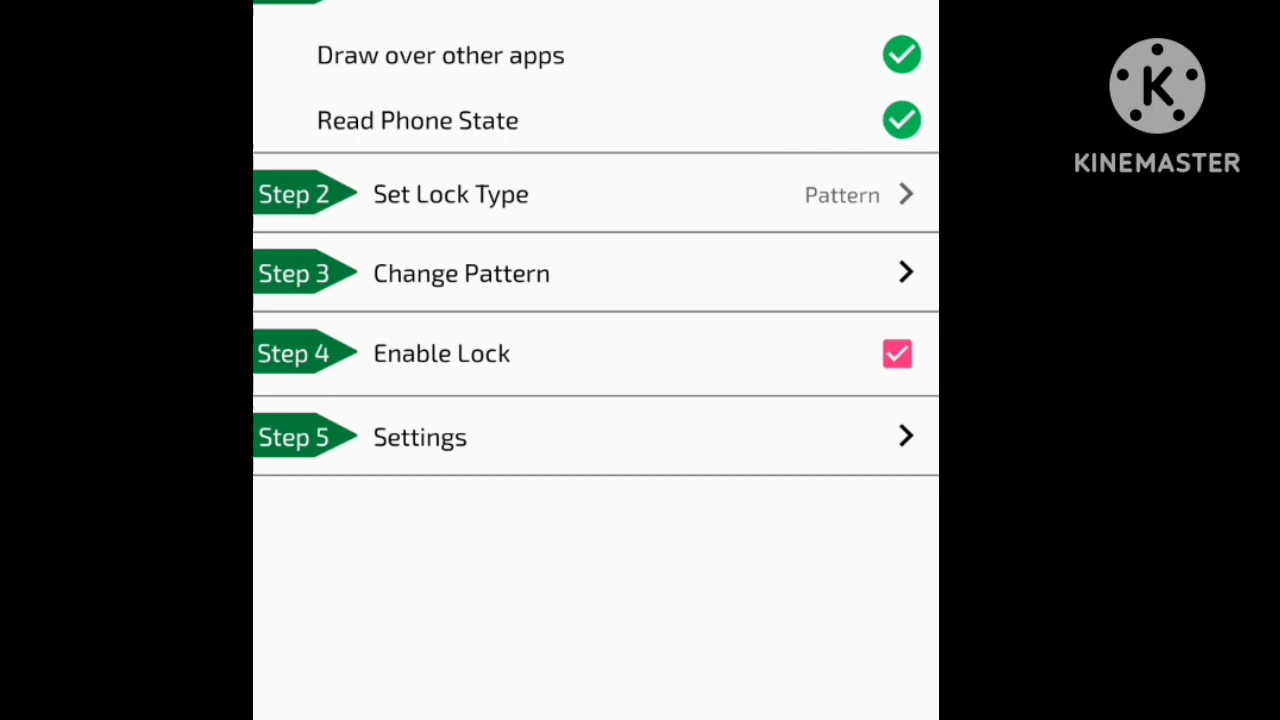 Draw over other apps
Read Phone State
Step 2 Set Lock Type Pattern
Step 3 Change Pattern
Step 4 Enable Lock
Step 5 Settings
K
KINEMASTER